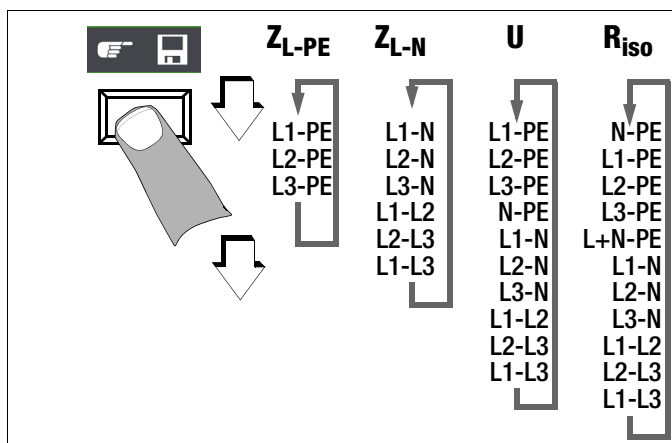 Z_L-PE
L1-PE
L2-PE
L3-PE
Z_L-N
L1-N
L2-N
L3-N
L1-L2
L2-L3
L1-L3
U
L1-PE
L2-PE
L3-PE
N-PE
L1-N
L2-N
L3-N
L1-L2
L2-L3
L1-L3
R_iso
N-PE
L1-PE
L2-PE
L3-PE
L+N-PE
L1-N
L2-N
L3-N
L1-L2
L2-L3
L1-L3